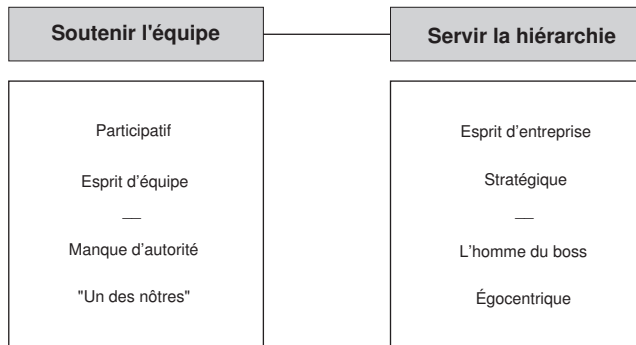 Soutenir l'équipe
Servir la hiérarchie
Participatif
Esprit d'équipe
—
Manque d'autorité
"Un des nôtres"
Esprit d'entreprise
Stratégique
—
L'homme du boss
Égocentrique